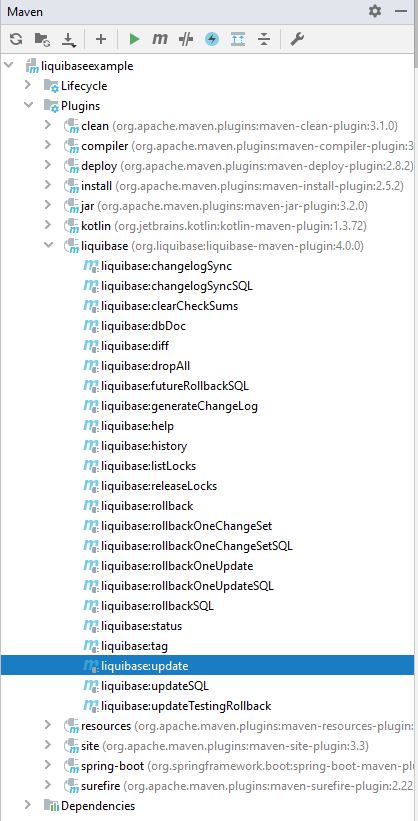 Maven
liquibaseexample
Lifecycle
Plugins
clean (org.apache.maven.plugins:maven-clean-plugin:3.1.0)
compiler (org.apache.maven.plugins:maven-compiler-plugin:3
deploy (org.apache.maven.plugins:maven-deploy-plugin:2.8.2)
install (org.apache.maven.plugins:maven-install-plugin:2.5.2)
jar (org.apache.maven.plugins:maven-jar-plugin:3.2.0)
kotlin (org.jetbrains.kotlin:kotlin-maven-plugin:1.3.72)
liquibase (org.liquibase:liquibase-maven-plugin:4.0.0)
liquibase:changelogSync
liquibase:changelogSyncSQL
liquibase:clearCheckSums
liquibase:dbDoc
liquibase:diff
liquibase:dropAll
liquibase:futureRollbackSQL
liquibase:generateChangeLog
liquibase:help
liquibase:history
liquibase:listLocks
liquibase:releaseLocks
liquibase:rollback
liquibase:rollbackOneChangeSet
liquibase:rollbackOneChangeSetSQL
liquibase:rollbackOneUpdate
liquibase:rollbackOneUpdateSQL
liquibase:rollbackSQL
liquibase:status
liquibase:tag
liquibase:update
liquibase:updateSQL
liquibase:updateTestingRollback
resources (org.apache.maven.plugins:maven-resources-plugin:
site (org.apache.maven.plugins:maven-site-plugin:3.3)
spring-boot (org.springframework.boot:spring-boot-maven-plu
surefire (org.apache.maven.plugins:maven-surefire-plugin:2.22
Dependencies